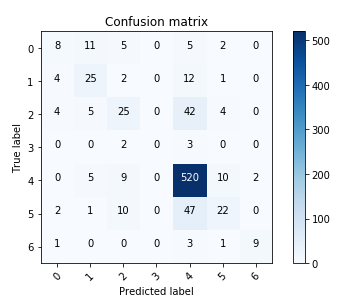 Confusion matrix
0 8 11 5 0 5 2 0
1 4 25 2 0 12 1 0
2 4 5 25 0 42 4 0
3 0 0 2 0 3 0 0
4 0 5 9 0 520 10 2
5 2 1 10 0 47 22 0
6 1 0 0 0 3 1 9
0 1 2 3 4 5 6
True label
Predicted label
500
400
300
200
100
0